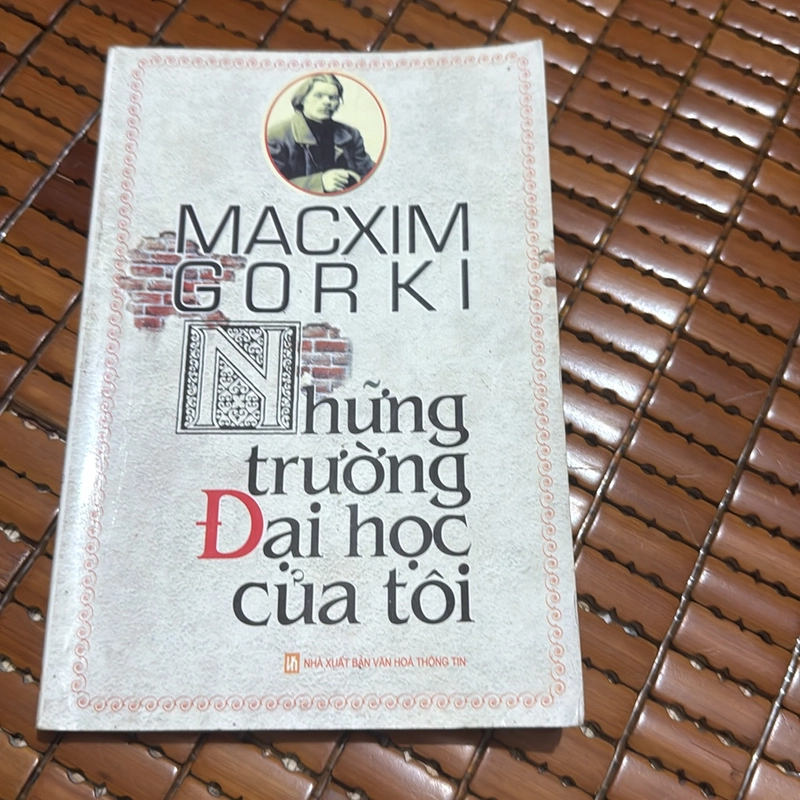 MACXIM
GORKI
Những
trường
Đại học
của tôi
NHÀ XUẤT BẢN VĂN HOÁ THÔNG TIN